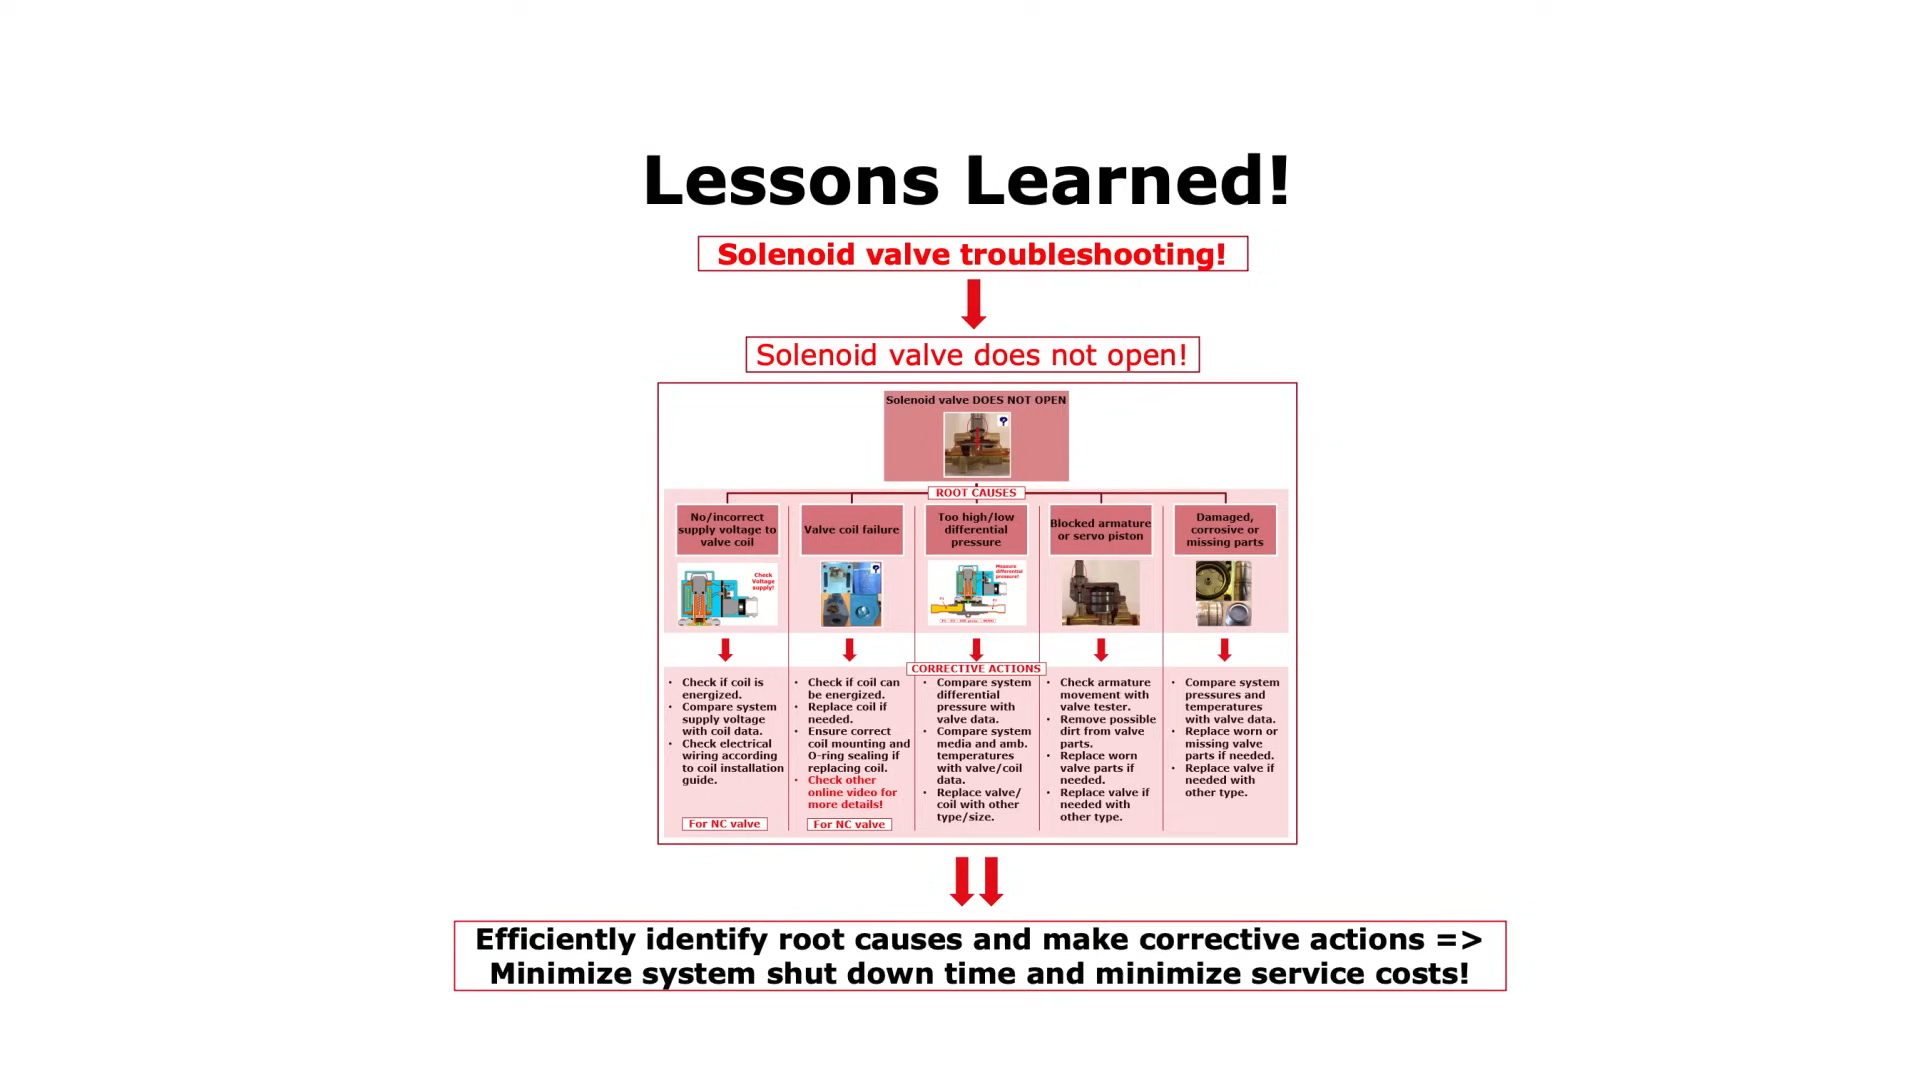 Lessons Learned!
Solenoid valve troubleshooting!
Solenoid valve does not open!
Solenoid valve DOES NOT OPEN
?
ROOT CAUSES
No/incorrect
supply voltage to
valve coil
Valve coil failure
Too high/low
differential
pressure
Blocked armature
or servo piston
Damaged,
corrosive or
missing parts
Check
Voltage
supply!
?
Measure
differential
pressure!
CORRECTIVE ACTIONS
• Check if coil is
energized.
• Compare system
supply voltage
with coil data.
• Check electrical
wiring according
to coil installation
guide.
For NC valve
• Check if coil can
be energized.
• Replace coil if
needed.
• Ensure correct
coil mounting and
O-ring sealing if
replacing coil.
• Check other
online video for
more details!
For NC valve
• Compare system
differential
pressure with
valve data.
• Compare system
media and amb.
temperatures
with valve/coil
data.
• Replace valve/
coil with other
type/size.
• Check armature
movement with
valve tester.
• Remove possible
dirt from valve
parts.
• Replace worn
valve parts if
needed.
• Replace valve if
needed with
other type.
• Compare system
pressures and
temperatures
with valve data.
• Replace worn or
missing valve
parts if needed.
• Replace valve if
needed with
other type.
Efficiently identify root causes and make corrective actions =>
Minimize system shut down time and minimize service costs!